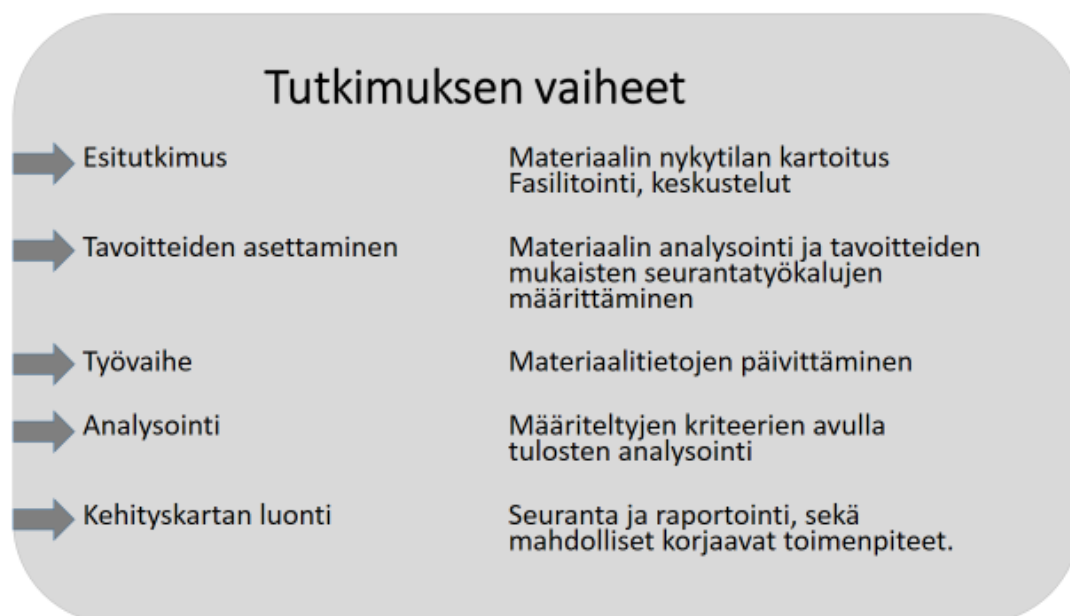 Tutkimuksen vaiheet
Esitutkimus
Materiaalin nykytilan kartoitus
Fasilitointi, keskustelut
Tavoitteiden asettaminen
Materiaalin analysointi ja tavoitteiden
mukaisten seurantatyökalujen
määrittäminen
Työvaihe
Materiaalitietojen päivittäminen
Analysointi
Määriteltyjen kriteerien avulla
tulosten analysointi
Kehityskartan luonti
Seuranta ja raportointi, sekä
mahdolliset korjaavat toimenpiteet.